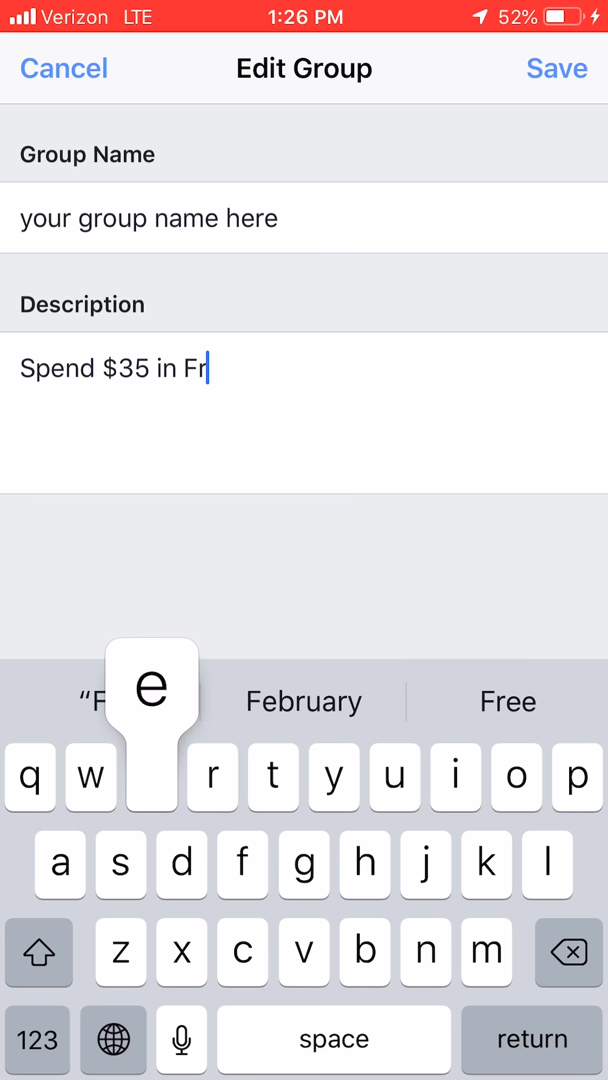 Verizon LTE 1:26 PM 52%
Cancel Edit Group Save
Group Name
your group name here
Description
Spend $35 in Fr
e
“F February Free
q w r t y u i o p
a s d f g h j k l
z x c v b n m
123 space return